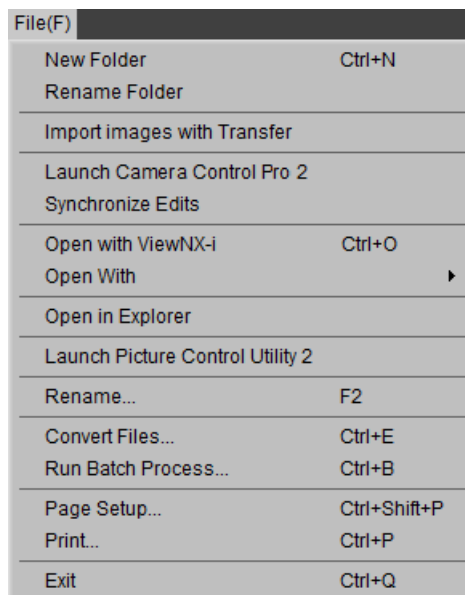 File(F)
New Folder Ctrl+N
Rename Folder
Import images with Transfer
Launch Camera Control Pro 2
Synchronize Edits
Open with ViewNX-i Ctrl+O
Open With
Open in Explorer
Launch Picture Control Utility 2
Rename... F2
Convert Files... Ctrl+E
Run Batch Process... Ctrl+B
Page Setup... Ctrl+Shift+P
Print... Ctrl+P
Exit Ctrl+Q